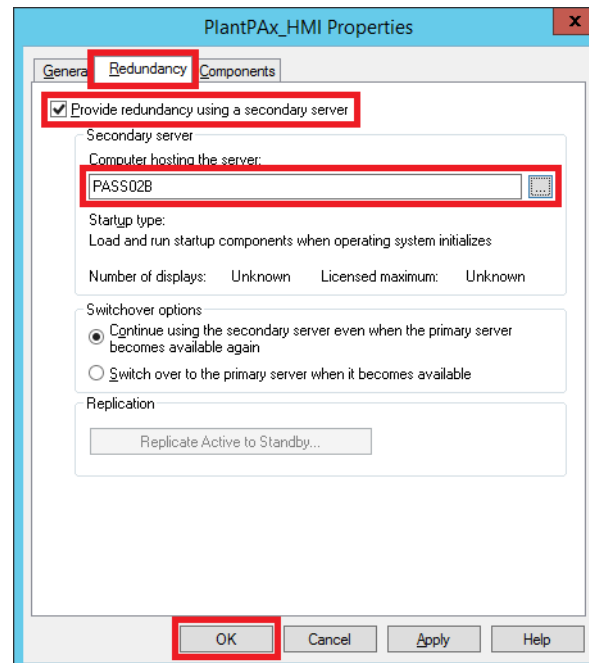 PlantPAx_HMI Properties
x
Genera Redundancy Components
Provide redundancy using a secondary server
Secondary server
Computer hosting the server:
PASS02B
...
Startup type:
Load and run startup components when operating system initializes
Number of displays: Unknown Licensed maximum: Unknown
Switchover options
Continue using the secondary server even when the primary server
becomes available again
Switch over to the primary server when it becomes available
Replication
Replicate Active to Standby...
OK Cancel Apply Help